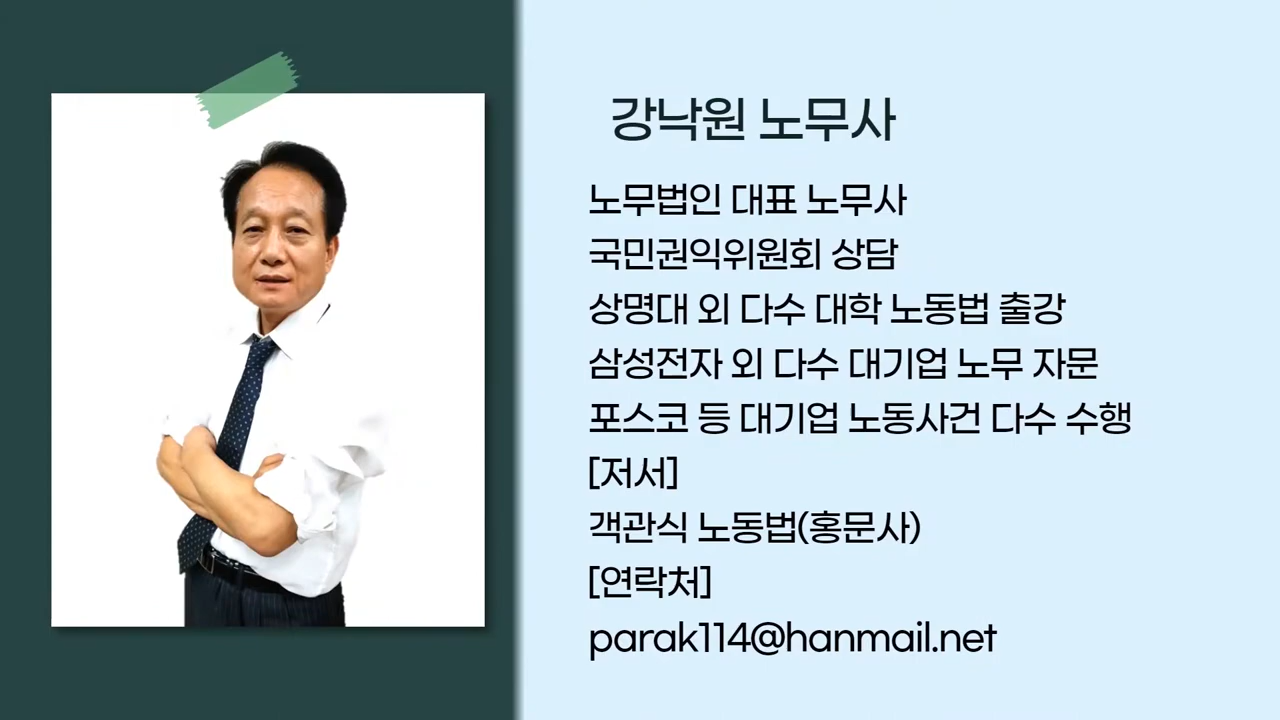 강낙원 노무사
노무법인 대표 노무사
국민권익위원회 상담
상명대 외 다수 대학 노동법 출강
삼성전자 외 다수 대기업 노무 자문
포스코 등 대기업 노동사건 다수 수행
[저서]
객관식 노동법(홍문사)
[연락처]
parak114@hanmail.net